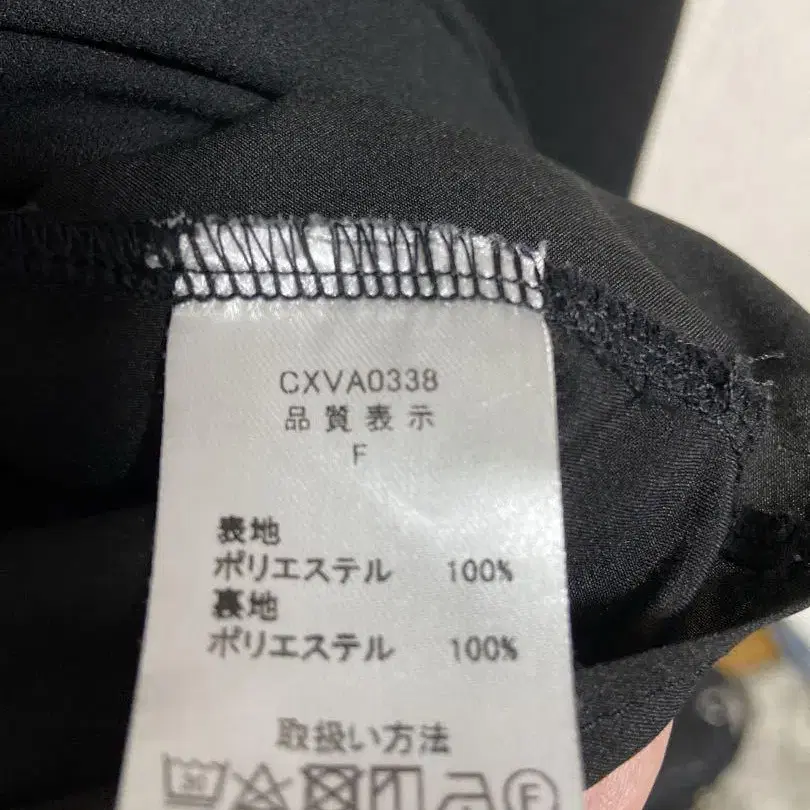 CXVA0338
品質表示
F
表地
ポリエステル 100%
裏地
ポリエステル 100%
取扱い方法